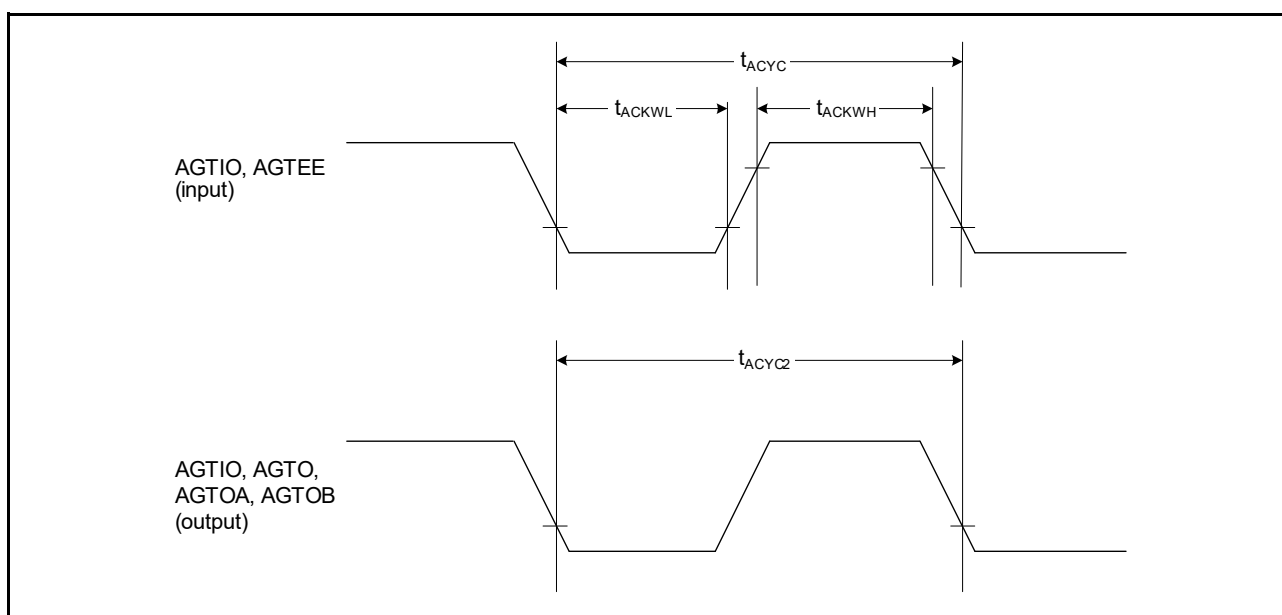 tACYC
tACKWL
tACKWH
AGTIO, AGTEE
(input)
tACYC2
AGTIO, AGTO,
AGTOA, AGTOB
(output)